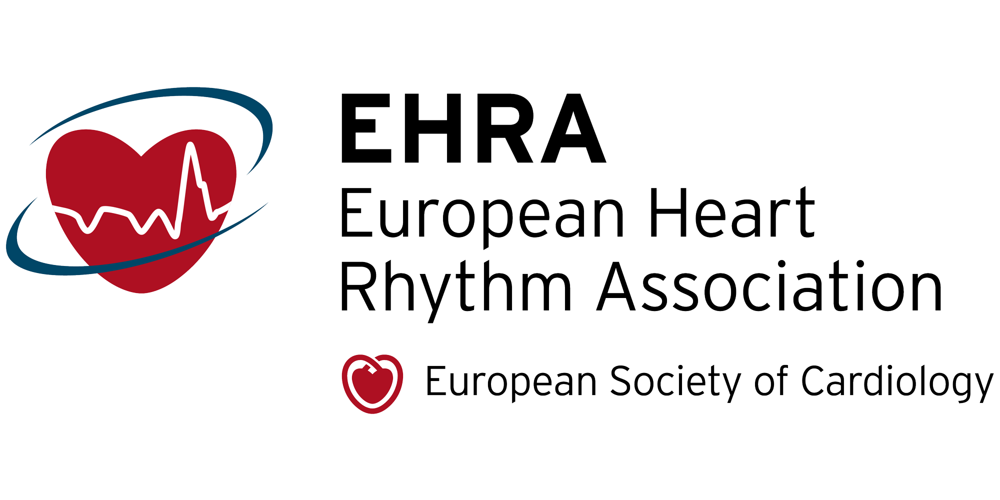 EHRA
European Heart
Rhythm Association
European Society of Cardiology